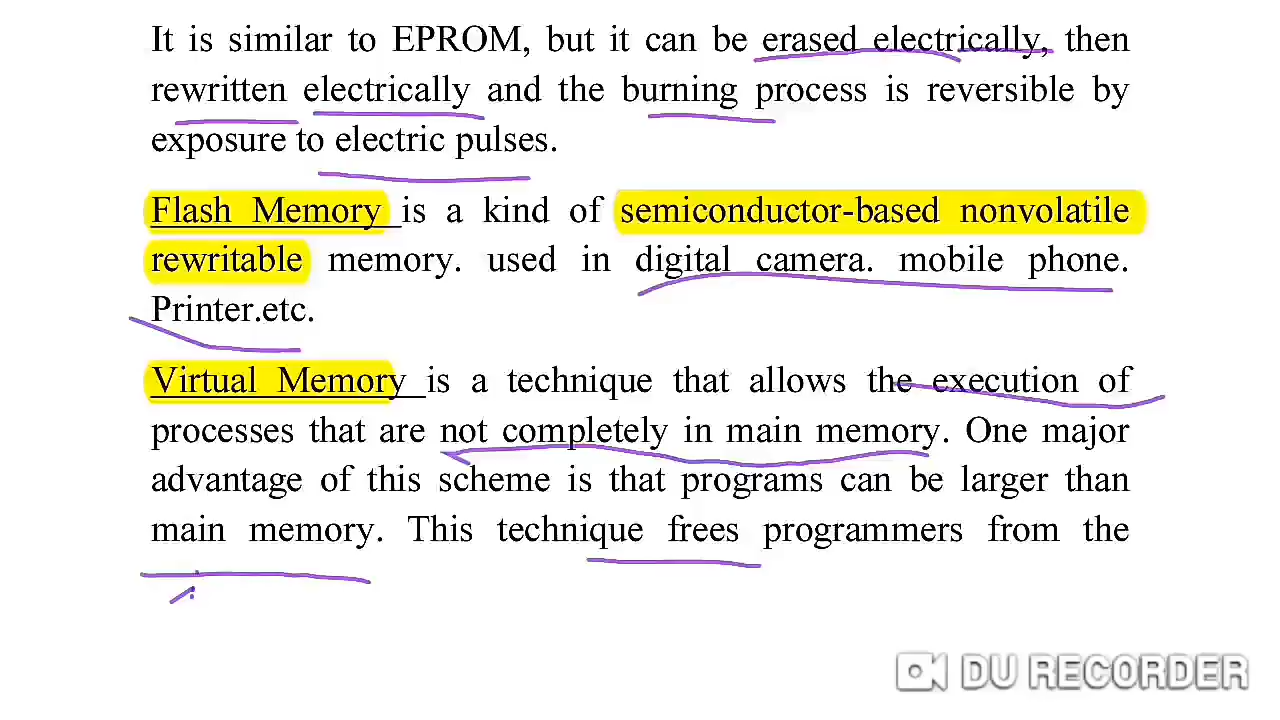 It is similar to EPROM, but it can be erased electrically, then
rewritten electrically and the burning process is reversible by
exposure to electric pulses.
Flash Memory is a kind of semiconductor-based nonvolatile
rewritable memory. used in digital camera. mobile phone.
Printer.etc.
Virtual Memory is a technique that allows the execution of
processes that are not completely in main memory. One major
advantage of this scheme is that programs can be larger than
main memory. This technique frees programmers from the
DU RECORDER